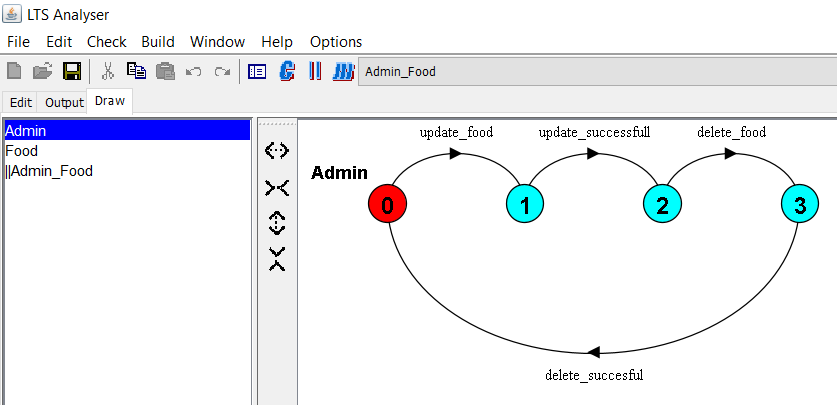 LTS Analyser
File Edit Check Build Window Help Options
Admin_Food
Edit Output Draw
Admin
Food
||Admin_Food
update_food update_successfull delete_food
Admin
0 1 2 3
delete_succesful